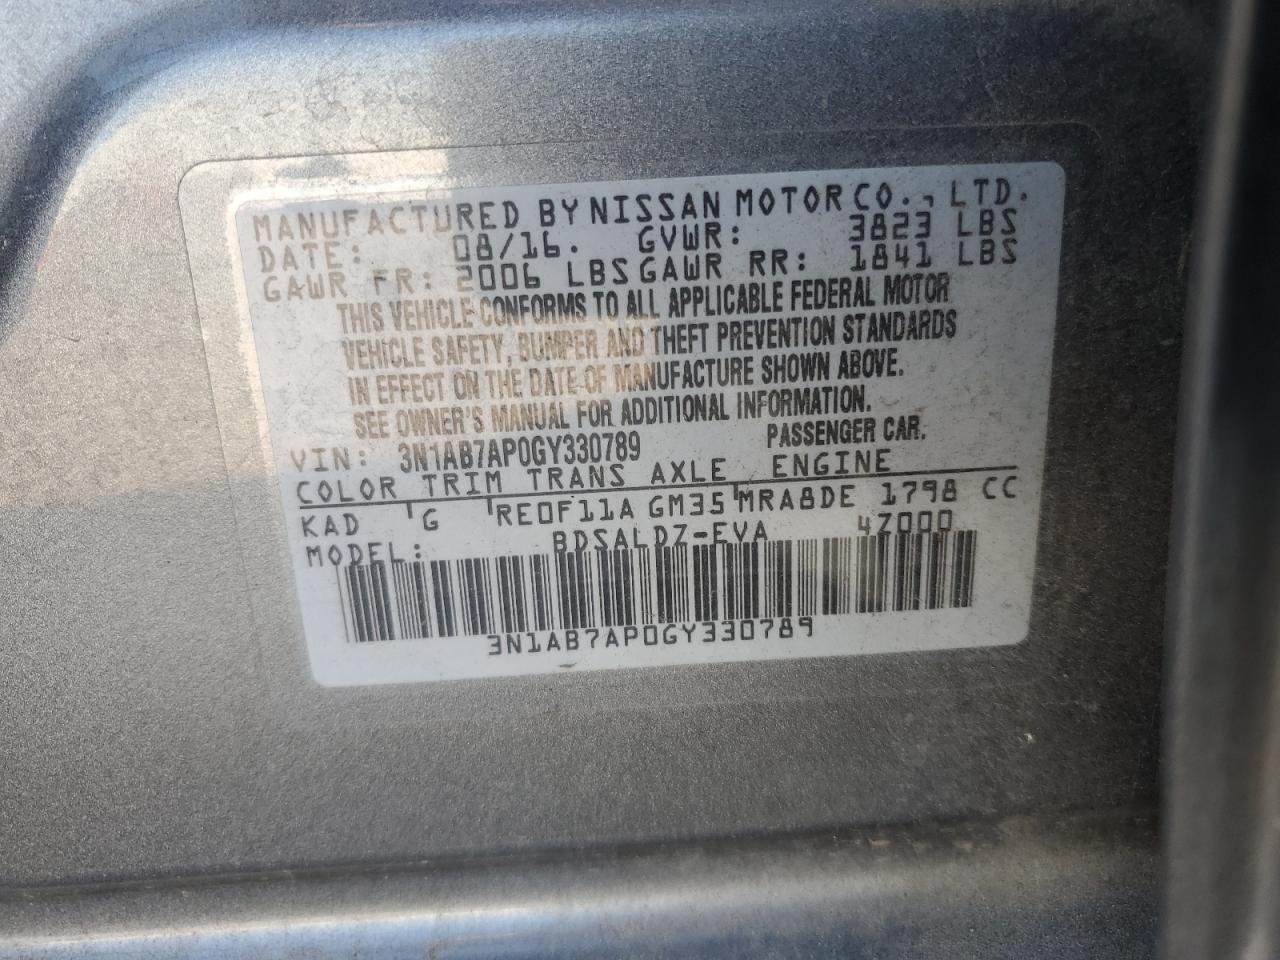 MANUFACTURED BY NISSAN MOTOR CO., LTD.
DATE: 08/16. GVWR: 3823 LBS
GAWR FR: 2006 LBS GAWR RR: 1841 LBS
THIS VEHICLE CONFORMS TO ALL APPLICABLE FEDERAL MOTOR
VEHICLE SAFETY, BUMPER AND THEFT PREVENTION STANDARDS
IN EFFECT ON THE DATE OF MANUFACTURE SHOWN ABOVE.
SEE OWNER'S MANUAL FOR ADDITIONAL INFORMATION.
VIN: 3N1AB7AP0GY330789 PASSENGER CAR.
COLOR TRIM TRANS AXLE ENGINE
KAD G RE0F11A GM35 MRA8DE 1798 CC
MODEL: BDSALDZ-EVA 4Z000
3N1AB7AP0GY330789